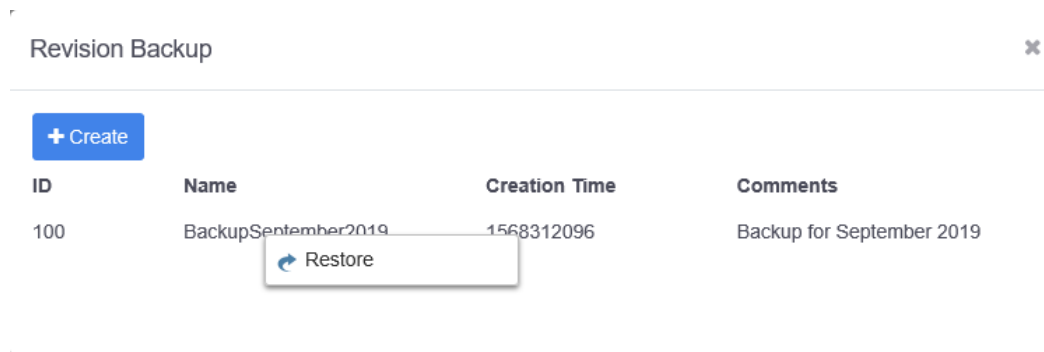 Revision Backup
Create
ID Name Creation Time Comments
100 BackupSeptember2019 1568312096 Backup for September 2019
Restore